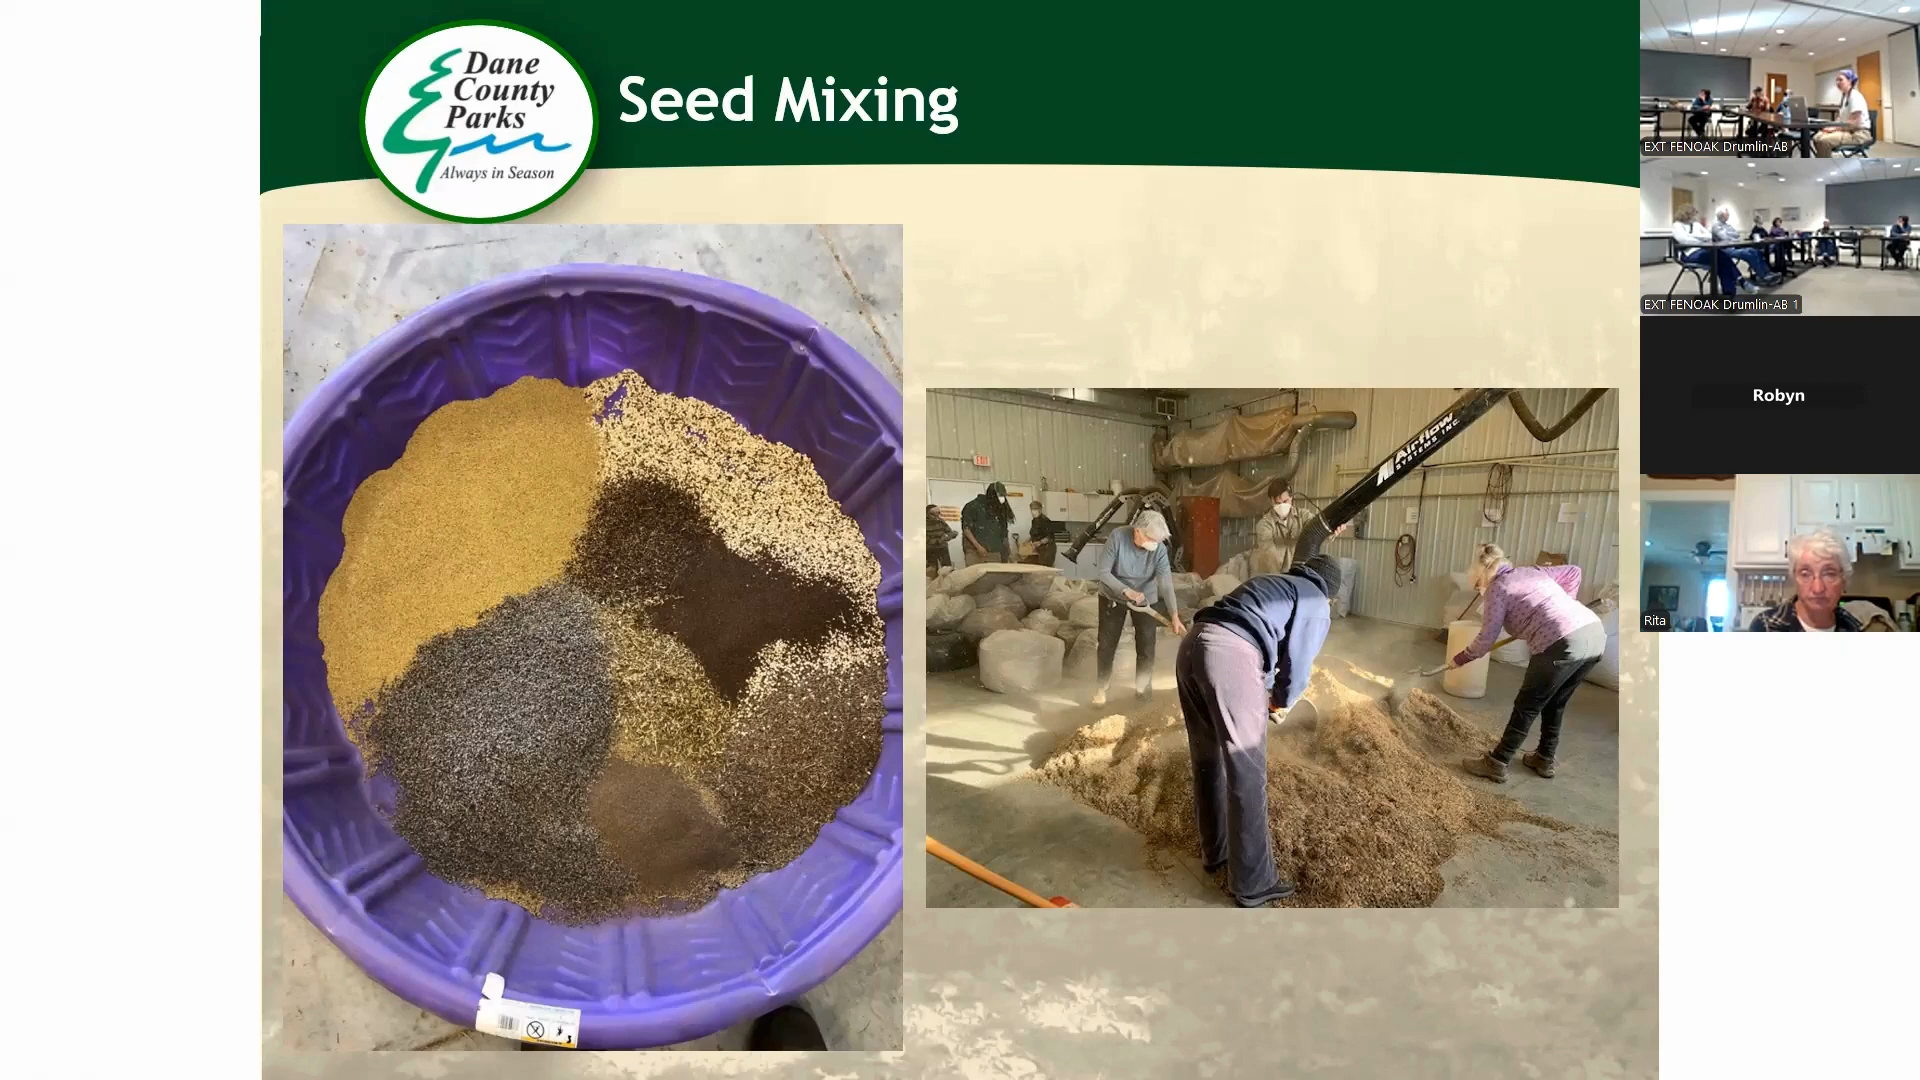 Dane
County
Parks
Always in Season
Seed Mixing
Airflow
SYSTEMS INC.
EXT FENOAK Drumlin-AB
EXT FENOAK Drumlin-AB 1
Robyn
Rita